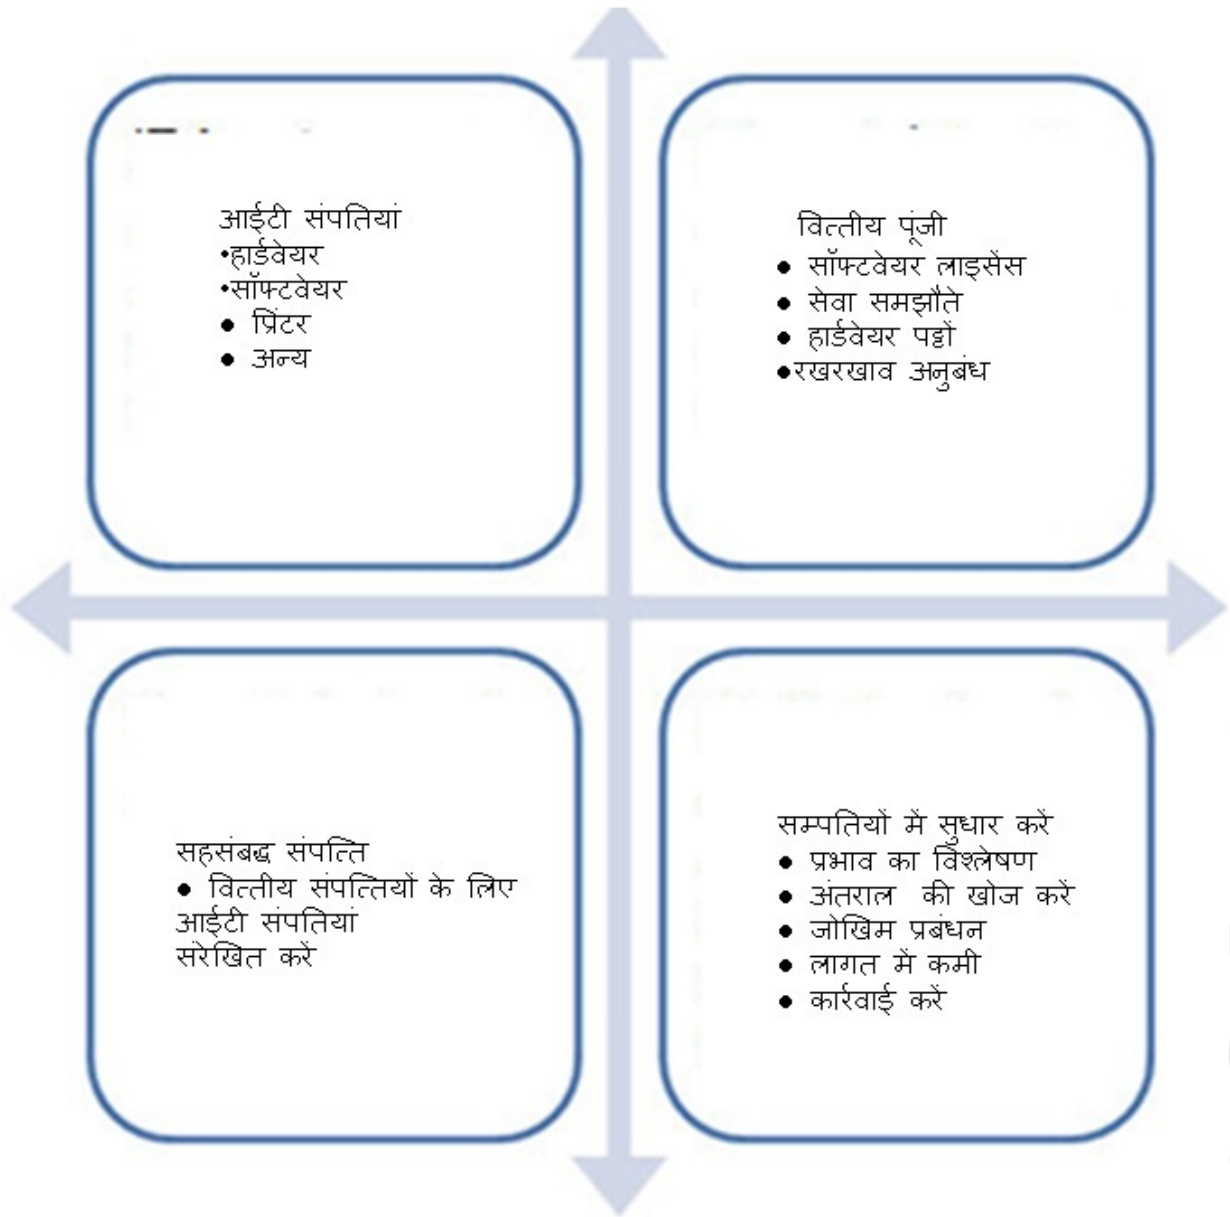 आईटी संपतियां
•हार्डवेयर
•सॉफ्टवेयर
● प्रिंटर
● अन्य
वित्तीय पूंजी
● सॉफ्टवेयर लाइसेंस
● सेवा समझौते
● हार्डवेयर पट्टों
●रखरखाव अनुबंध
सहसंबद्ध संपत्ति
● वित्तीय संपत्तियों के लिए
आईटी संपतियां
संरेखित करें
सम्पतियों में सुधार करें
● प्रभाव का विश्लेषण
● अंतराल की खोज करें
● जोखिम प्रबंधन
● लागत में कमी
● कार्रवाई करें